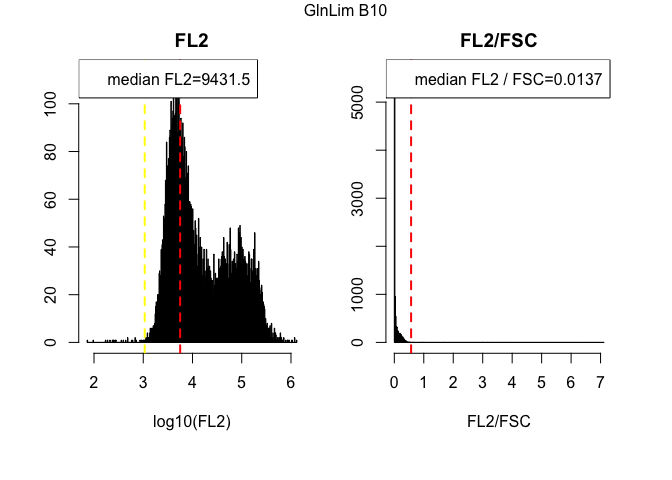 GlnLim B10
FL2
median FL2=9431.5
100
80
60
40
20
0
2 3 4 5 6
log10(FL2)
FL2/FSC
median FL2 / FSC=0.0137
5000
3000
1000
0
0 1 2 3 4 5 6 7
FL2/FSC